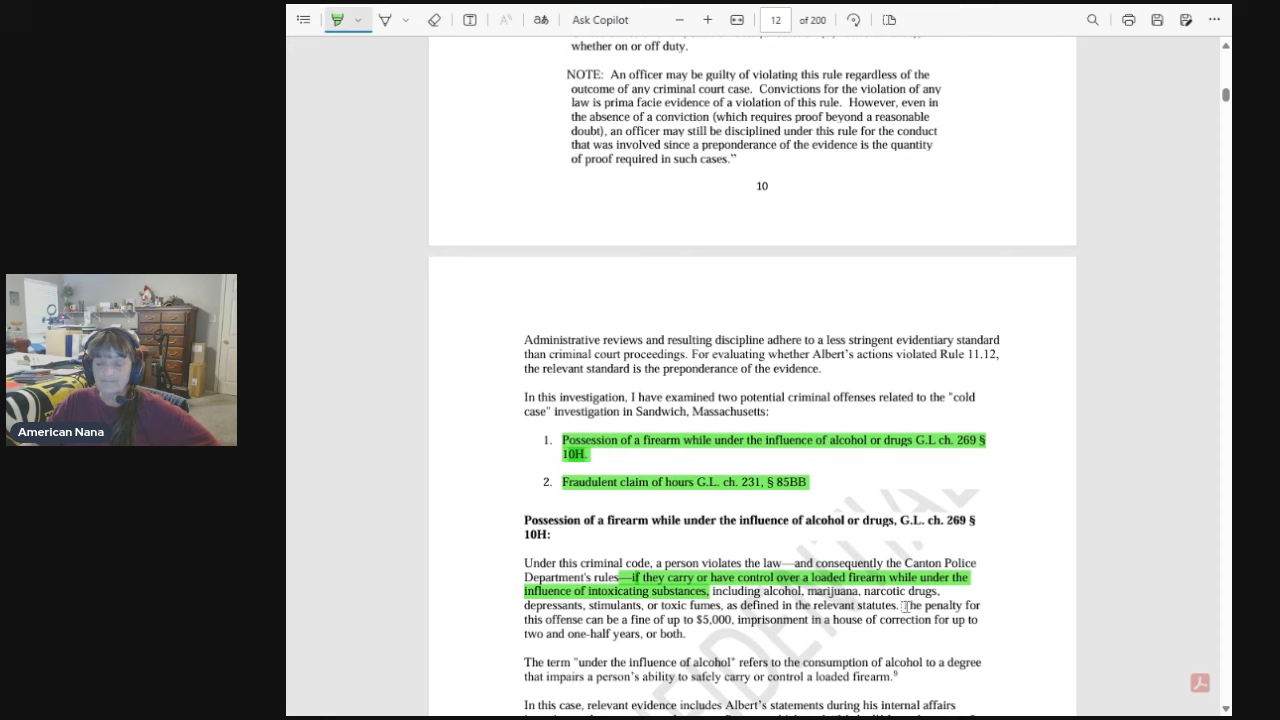 Ask Copilot
12 of 200
whether on or off duty.
NOTE: An officer may be guilty of violating this rule regardless of the
outcome of any criminal court case. Convictions for the violation of any
law is prima facie evidence of a violation of this rule. However, even in
the absence of a conviction (which requires proof beyond a reasonable
doubt), an officer may still be disciplined under this rule for the conduct
that was involved since a preponderance of the evidence is the quantity
of proof required in such cases.”
10
Administrative reviews and resulting discipline adhere to a less stringent evidentiary standard
than criminal court proceedings. For evaluating whether Albert's actions violated Rule 11.12,
the relevant standard is the preponderance of the evidence.
In this investigation, I have examined two potential criminal offenses related to the "cold
case" investigation in Sandwich, Massachusetts:
1. Possession of a firearm while under the influence of alcohol or drugs G.L ch. 269 §
10H.
2. Fraudulent claim of hours G.L. ch. 231, § 85BB
Possession of a firearm while under the influence of alcohol or drugs, G.L. ch. 269 §
10H:
Under this criminal code, a person violates the law—and consequently the Canton Police
Department's rules—if they carry or have control over a loaded firearm while under the
influence of intoxicating substances, including alcohol, marijuana, narcotic drugs,
depressants, stimulants, or toxic fumes, as defined in the relevant statutes. The penalty for
this offense can be a fine of up to $5,000, imprisonment in a house of correction for up to
two and one-half years, or both.
The term "under the influence of alcohol" refers to the consumption of alcohol to a degree
that impairs a person's ability to safely carry or control a loaded firearm.9
In this case, relevant evidence includes Albert's statements during his internal affairs
American Nana